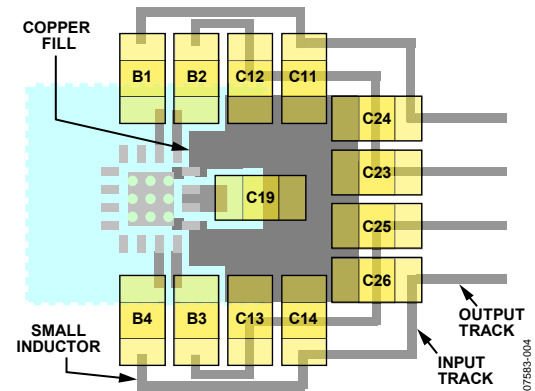 COPPER
FILL
B1
B2
C12
C11
C24
C23
C19
C25
C26
B4
B3
C13
C14
SMALL
INDUCTOR
OUTPUT
TRACK
INPUT
TRACK
07583-004